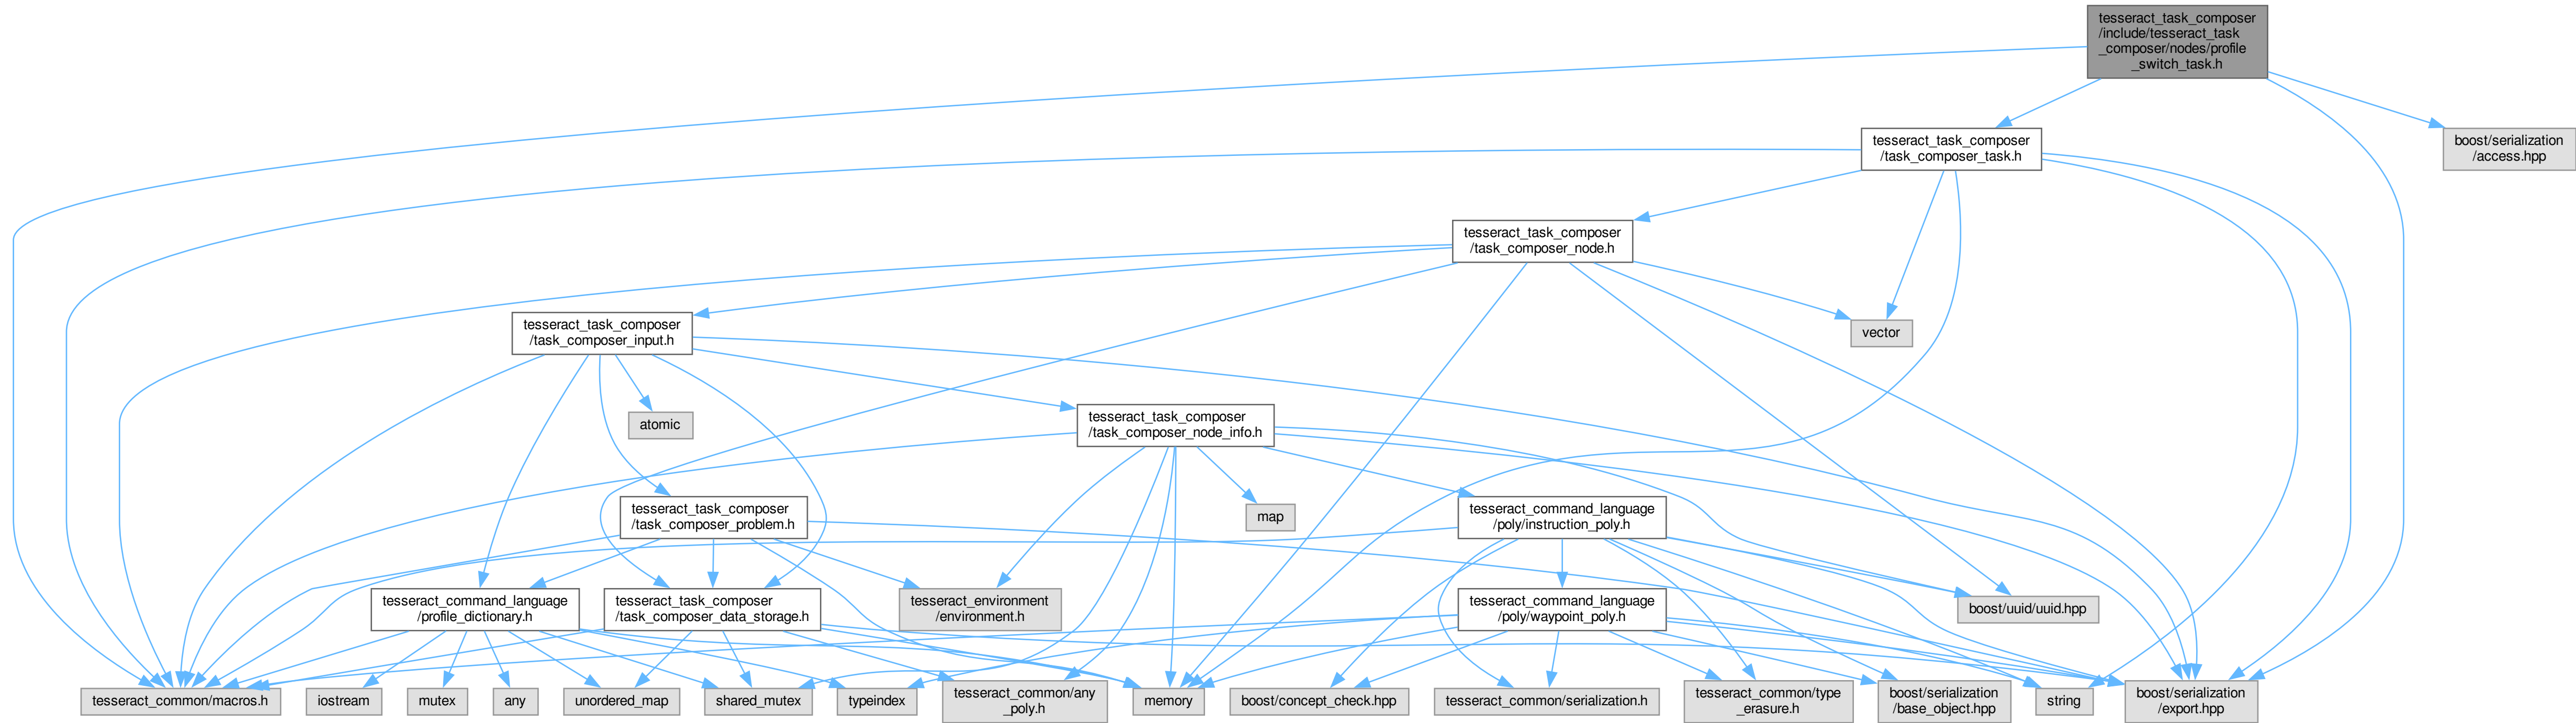 tesseract_task_composer
/include/tesseract_task
_composer/nodes/profile
_switch_task.h
tesseract_task_composer
/task_composer_task.h
boost/serialization
/access.hpp
tesseract_task_composer
/task_composer_node.h
tesseract_task_composer
/task_composer_input.h
vector
atomic
tesseract_task_composer
/task_composer_node_info.h
tesseract_task_composer
/task_composer_problem.h
map
tesseract_command_language
/poly/instruction_poly.h
tesseract_command_language
/profile_dictionary.h
tesseract_task_composer
/task_composer_data_storage.h
tesseract_environment
/environment.h
tesseract_command_language
/poly/waypoint_poly.h
boost/uuid/uuid.hpp
tesseract_common/macros.h
iostream
mutex
any
unordered_map
shared_mutex
typeindex
tesseract_common/any
_poly.h
memory
boost/concept_check.hpp
tesseract_common/serialization.h
tesseract_common/type
_erasure.h
boost/serialization
/base_object.hpp
string
boost/serialization
/export.hpp